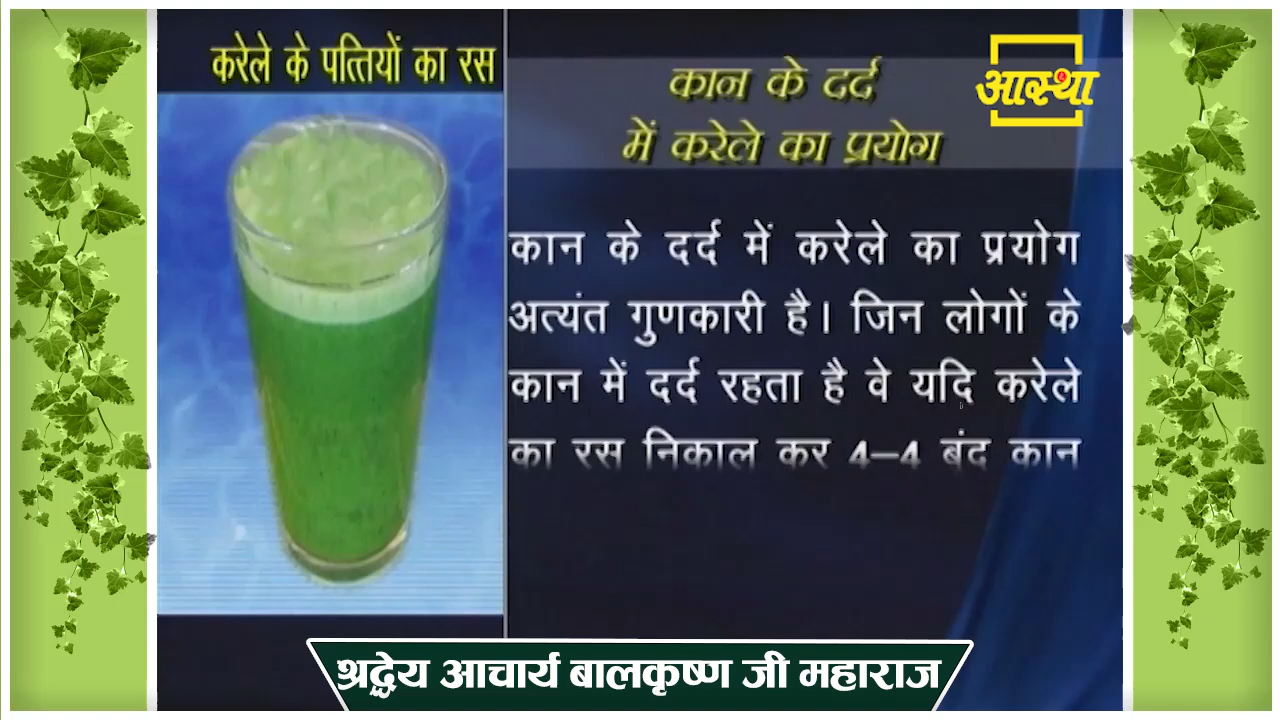 करेले के पत्तियों का रस
कान के दर्द
में करेले का प्रयोग
आस्था
कान के दर्द में करेले का प्रयोग
अत्यंत गुणकारी है। जिन लोगों के
कान में दर्द रहता है वे यदि करेले
का रस निकाल कर 4–4 बूंद कान
श्रद्धेय आचार्य बालकृष्ण जी महाराज